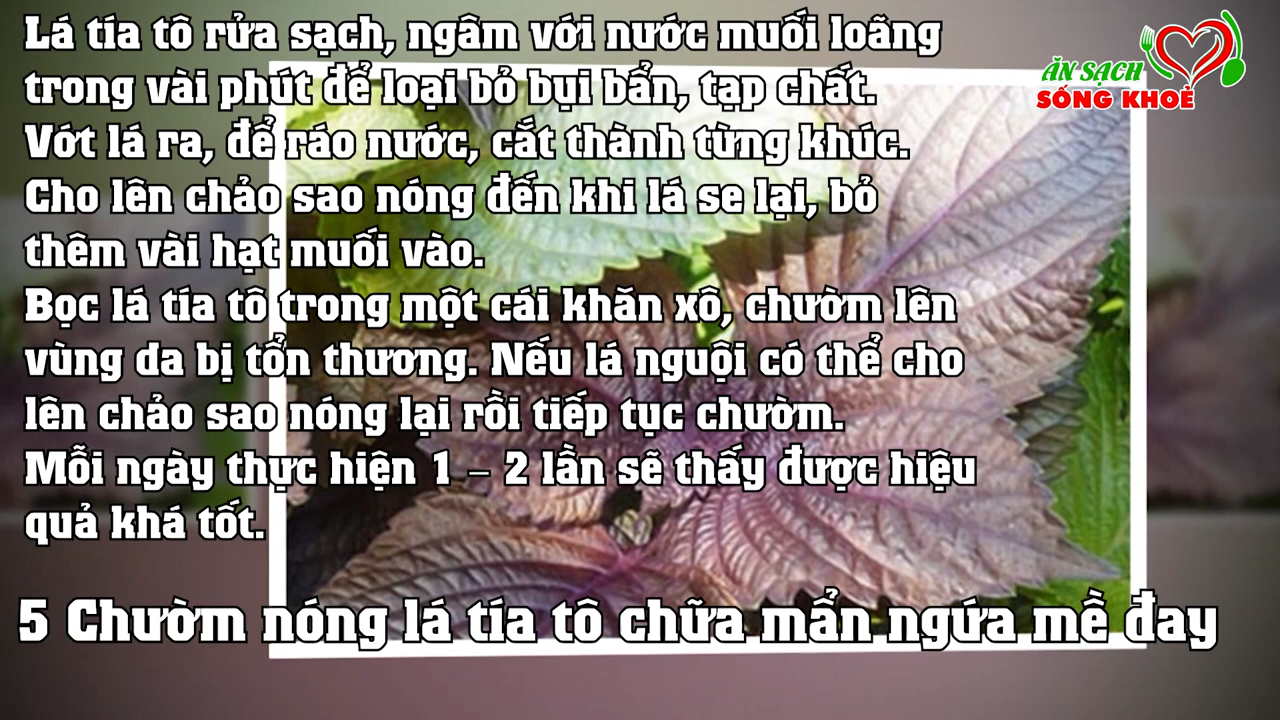 Lá tía tô rửa sạch, ngâm với nước muối loãng
trong vài phút để loại bỏ bụi bẩn, tạp chất.
Vớt lá ra, để ráo nước, cắt thành từng khúc.
Cho lên chảo sao nóng đến khi lá se lại, bỏ
thêm vài hạt muối vào.
Bọc lá tía tô trong một cái khăn xô, chườm lên
vùng da bị tổn thương. Nếu lá nguội có thể cho
lên chảo sao nóng lại rồi tiếp tục chườm.
Mỗi ngày thực hiện 1 – 2 lần sẽ thấy được hiệu
quả khá tốt.
5 Chườm nóng lá tía tô chữa mẩn ngứa mề đay
ĂN SẠCH
SỐNG KHOẺ